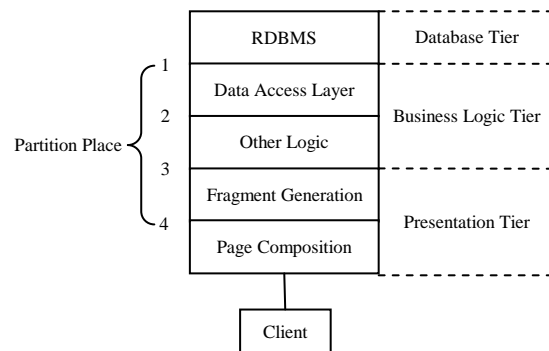 RDBMS
Database Tier
1
Data Access Layer
2
Business Logic Tier
Partition Place
Other Logic
3
Fragment Generation
4
Presentation Tier
Page Composition
Client